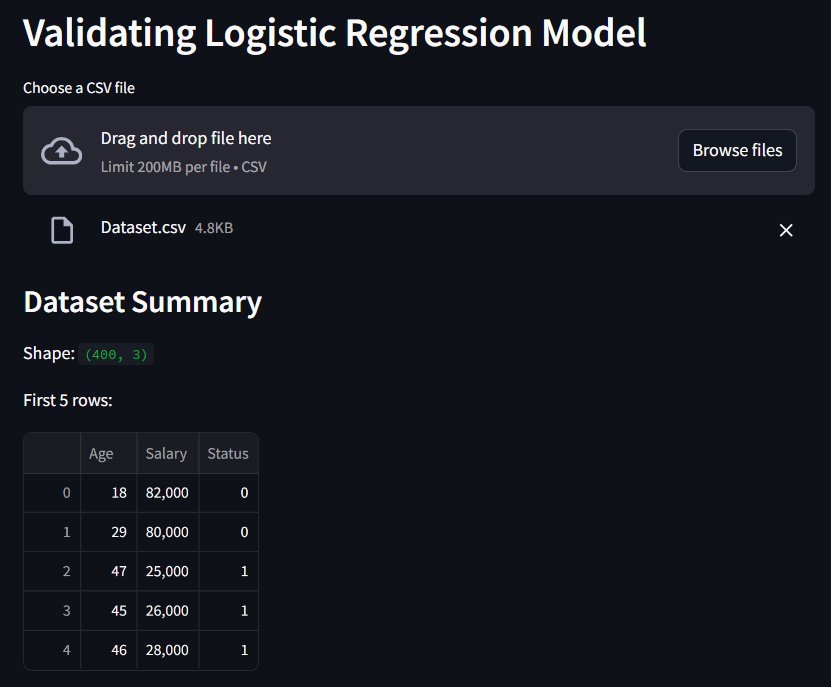 Validating Logistic Regression Model
Choose a CSV file
Drag and drop file here
Limit 200MB per file • CSV
Browse files
Dataset.csv 4.8KB
Dataset Summary
Shape: (400, 3)
First 5 rows:
Age Salary Status
0 18 82,000 0
1 29 80,000 0
2 47 25,000 1
3 45 26,000 1
4 46 28,000 1